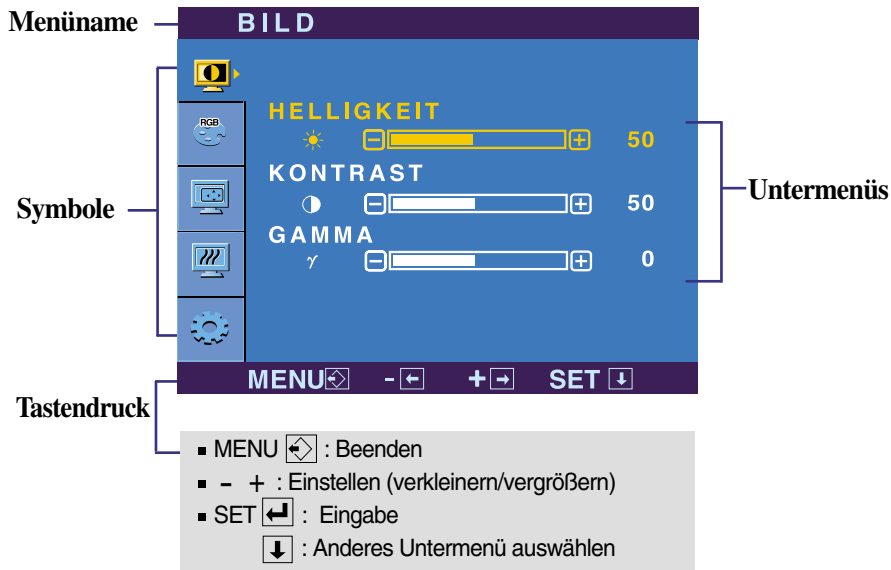 Menüname
BILD
RGB
HELLIGKEIT
50
KONTRAST
50
GAMMA
γ
0
Symbole
Untermenüs
MENU - + SET
Tastendruck
MENU : Beenden
- + : Einstellen (verkleinern/vergrößern)
SET : Eingabe
: Anderes Untermenü auswählen